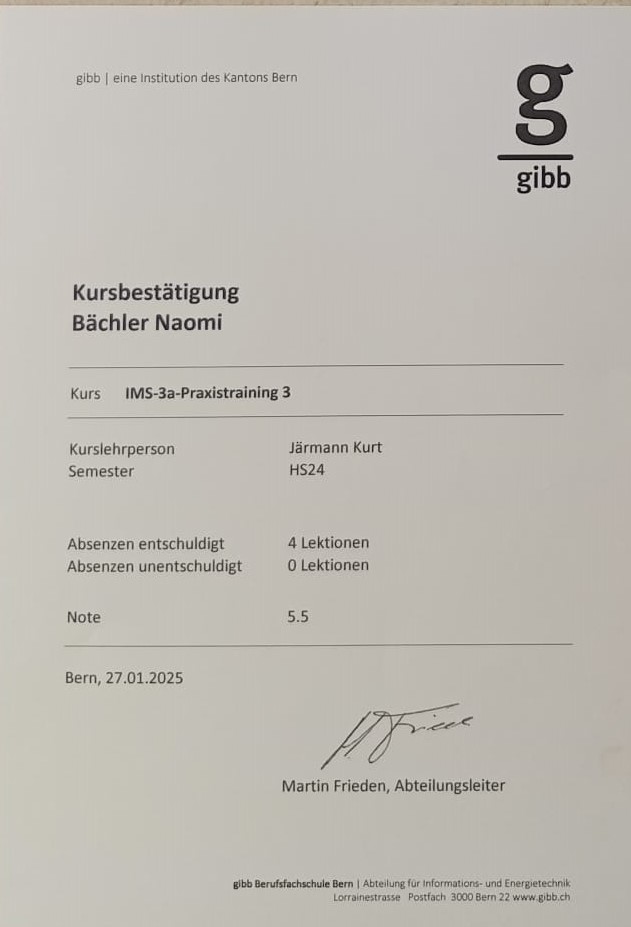 gibb | eine Institution des Kantons Bern
g
gibb
Kursbestätigung
Bächler Naomi
Kurs IMS-3a-Praxistraining 3
Kurslehrperson Järmann Kurt
Semester HS24
Absenzen entschuldigt 4 Lektionen
Absenzen unentschuldigt 0 Lektionen
Note 5.5
Bern, 27.01.2025
Martin Frieden, Abteilungsleiter
gibb Berufsfachschule Bern | Abteilung für Informations- und Energietechnik
Lorrainestrasse Postfach 3000 Bern 22 www.gibb.ch